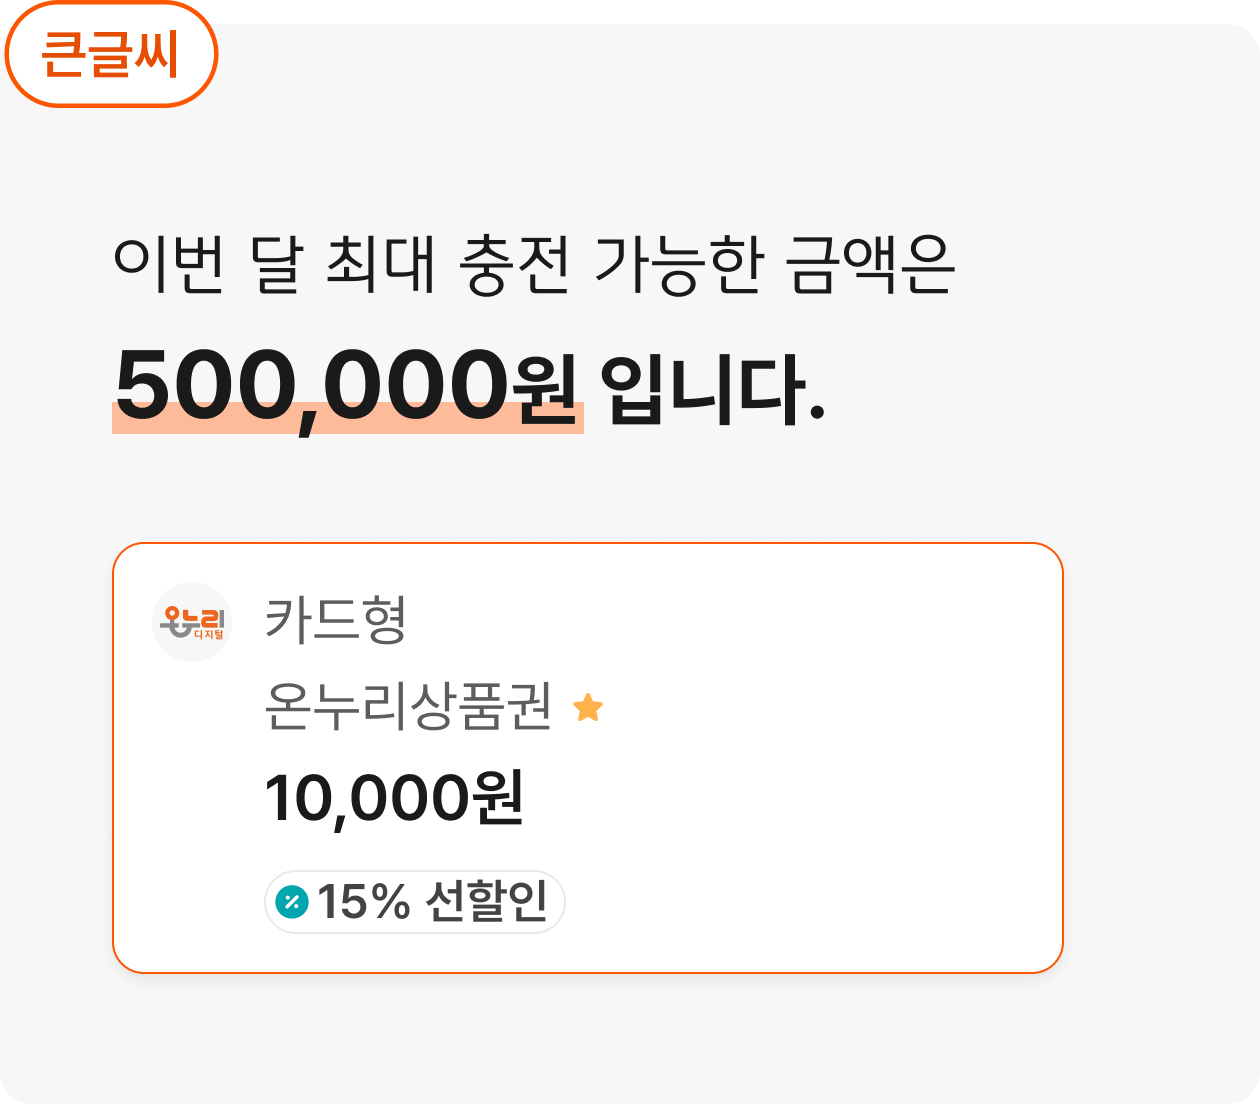 큰글씨
이번 달 최대 충전 가능한 금액은
500,000원 입니다.
온누리
디지털
카드형
온누리상품권
10,000원
15% 선할인